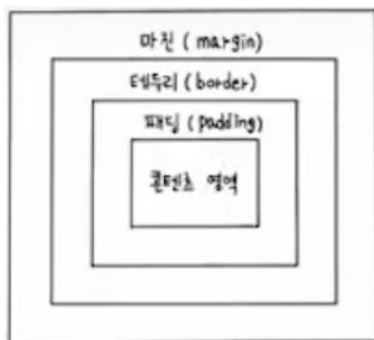 마진 (margin)
테두리 (border)
패딩 (padding)
콘텐츠 영역